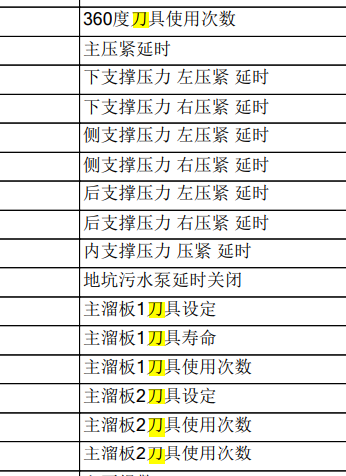 360度刀具使用次数
主压紧延时
下支撑压力 左压紧 延时
下支撑压力 右压紧 延时
侧支撑压力 左压紧 延时
侧支撑压力 右压紧 延时
后支撑压力 左压紧 延时
后支撑压力 右压紧 延时
内支撑压力 压紧 延时
地坑污水泵延时关闭
主溜板1刀具设定
主溜板1刀具寿命
主溜板1刀具使用次数
主溜板2刀具设定
主溜板2刀具使用次数
主溜板2刀具使用次数